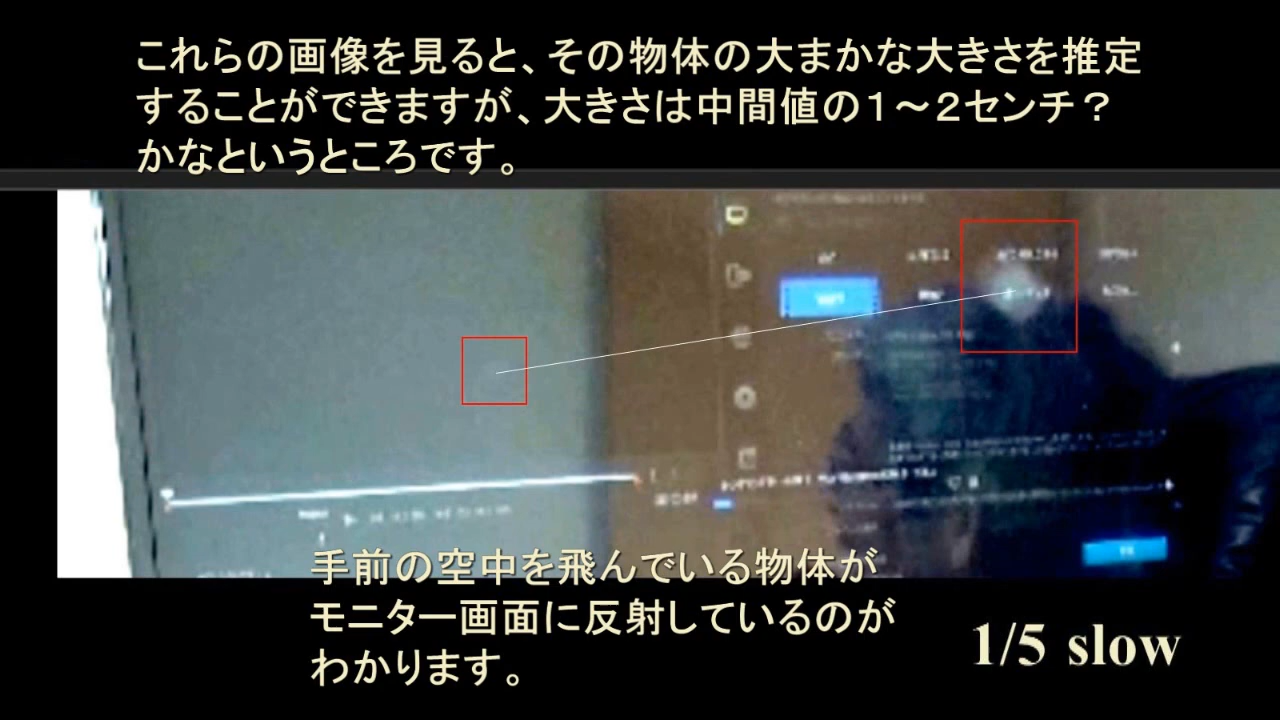 これらの画像を見ると、その物体の大まかな大きさを推定
することができますが、大きさは中間値の1～2センチ？
かなというところです。
手前の空中を飛んでいる物体が
モニター画面に反射しているのが
わかります。
1/5 slow